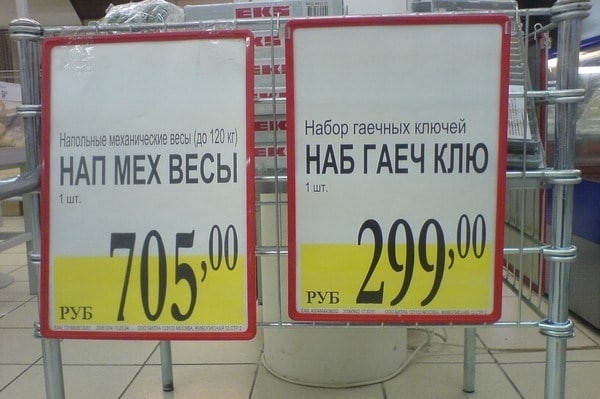 EKS
Напольные механические весы (до 120 кг)
НАП МЕХ ВЕСЫ
1 шт.
РУБ 705,00
Набор гаечных ключей
НАБ ГАЕЧ КЛЮ
1 шт.
РУБ 299,00